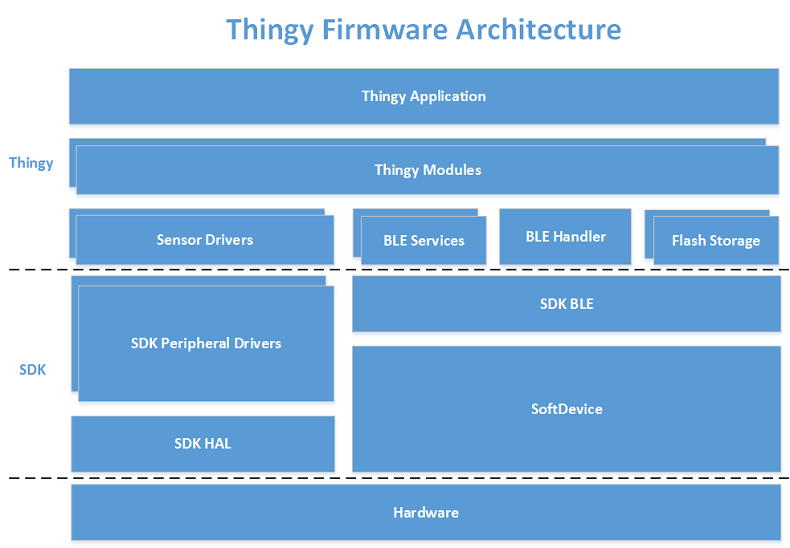 Thingy Firmware Architecture
Thingy Application
Thingy
Thingy Modules
Sensor Drivers
BLE Services
BLE Handler
Flash Storage
SDK BLE
SDK Peripheral Drivers
SDK
SoftDevice
SDK HAL
Hardware